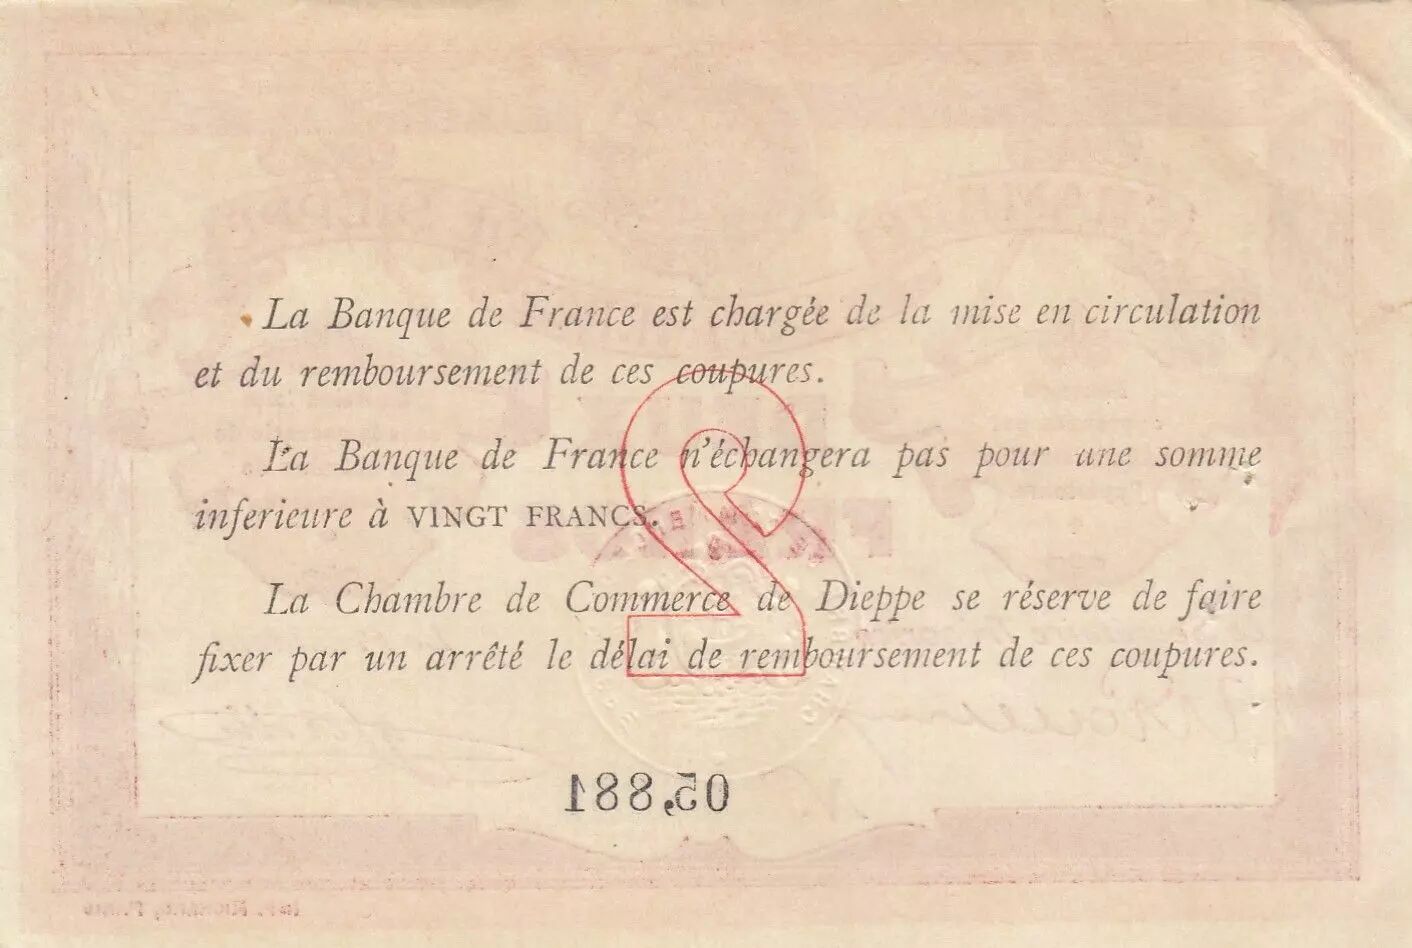 La Banque de France est chargée de la mise en circulation
et du remboursement de ces coupures.
La Banque de France n'échangera pas pour une somme
inferieure à VINGT FRANCS.
La Chambre de Commerce de Dieppe se réserve de faire
fixer par un arrêté le délai de remboursement de ces coupures.
2
05,881